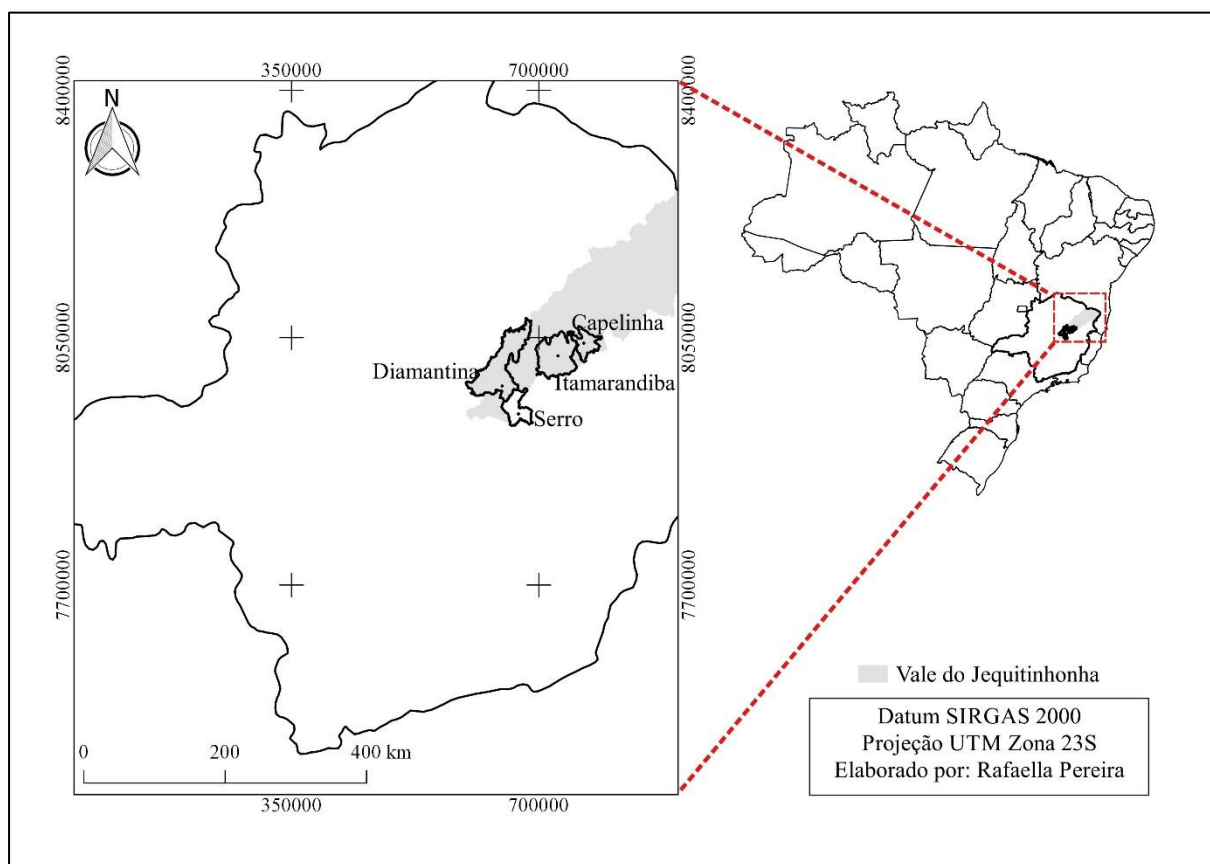 350000
700000
8400000
8400000
N
8050000
8050000
Capelinha
Diamantina
Itamarandiba
Serro
7700000
7700000
0
200
400 km
350000
700000
Vale do Jequitinhonha
Datum SIRGAS 2000
Projeção UTM Zona 23S
Elaborado por: Rafaella Pereira